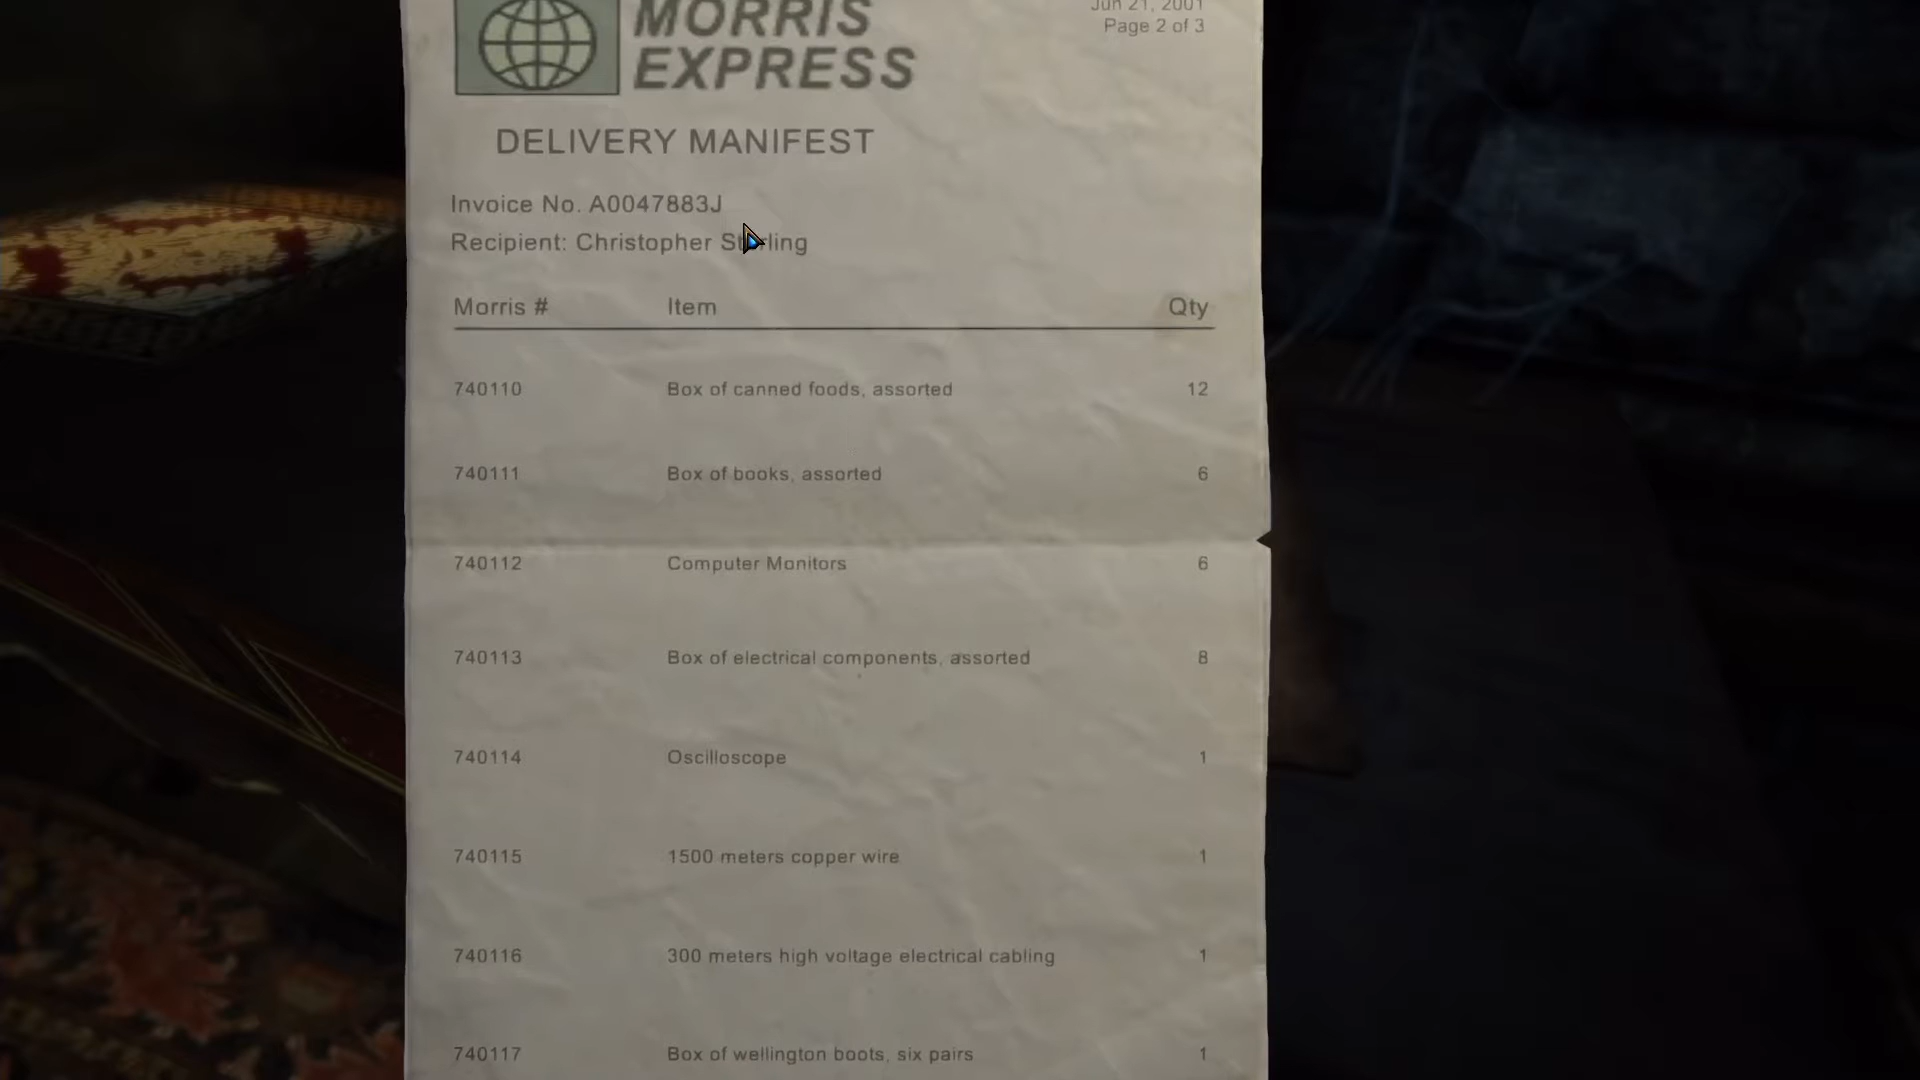 MORRIS
EXPRESS
Jun 21, 2001
Page 2 of 3
DELIVERY MANIFEST
Invoice No. A0047883J
Recipient: Christopher
Morris # Item Qty
740110 Box of canned foods, assorted 12
740111 Box of books, assorted 6
740112 Computer Monitors 6
740113 Box of electrical components, assorted 8
740114 Oscilloscope 1
740115 1500 meters copper wire 1
740116 300 meters high voltage electrical cabling 1
740117 Box of wellington boots, six pairs 1